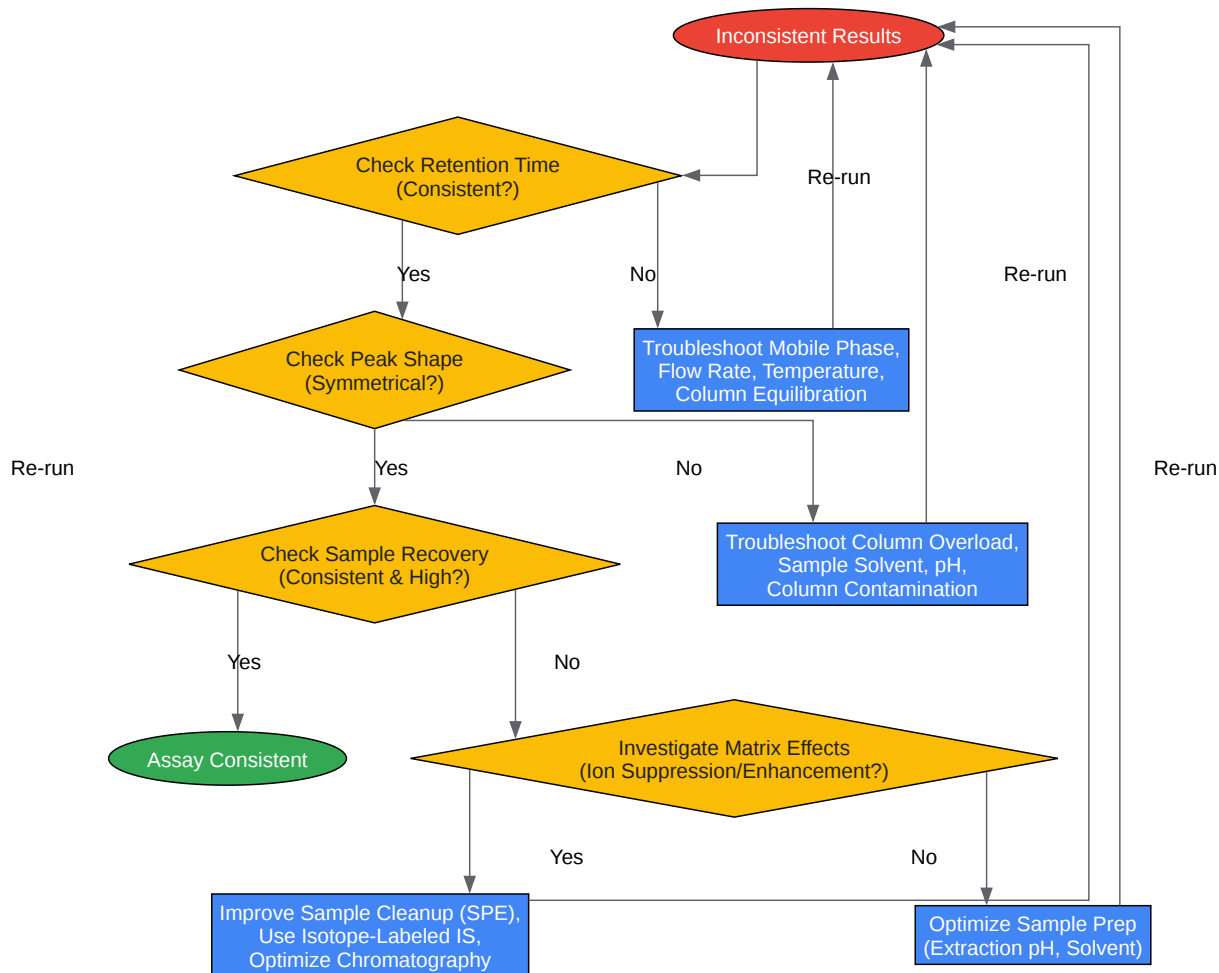 Inconsistent Results
Check Retention Time
(Consistent?)
Re-run
Yes
No
Re-run
Check Peak Shape
(Symmetrical?)
Troubleshoot Mobile Phase,
Flow Rate, Temperature,
Column Equilibration
Re-run
Yes
No
Re-run
Check Sample Recovery
(Consistent & High?)
Troubleshoot Column Overload,
Sample Solvent, pH,
Column Contamination
Yes
No
Assay Consistent
Investigate Matrix Effects
(Ion Suppression/Enhancement?)
Yes
No
Improve Sample Cleanup (SPE),
Use Isotope-Labeled IS,
Optimize Chromatography
Optimize Sample Prep
(Extraction pH, Solvent)